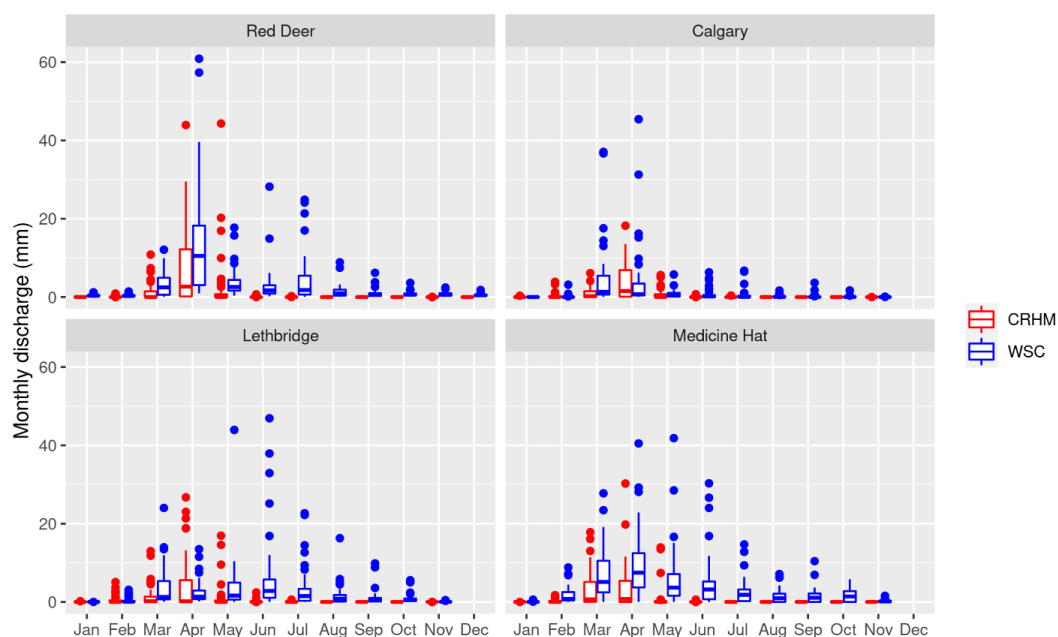 Red Deer
Calgary
60
40
20
0
Lethbridge
Medicine Hat
60
40
20
0
Monthly discharge (mm)
Jan Feb Mar Apr May Jun Jul Aug Sep Oct Nov Dec
Jan Feb Mar Apr May Jun Jul Aug Sep Oct Nov Dec
CRHM
WSC